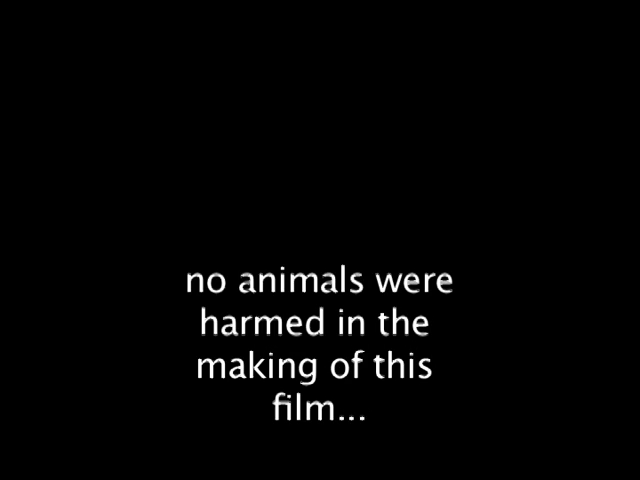 no animals were
harmed in the
making of this
film...